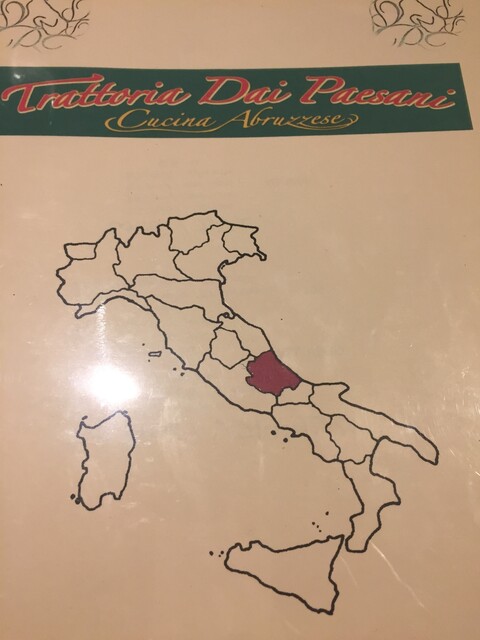 Trattoria Dai Paesani
Cucina Abruzzese